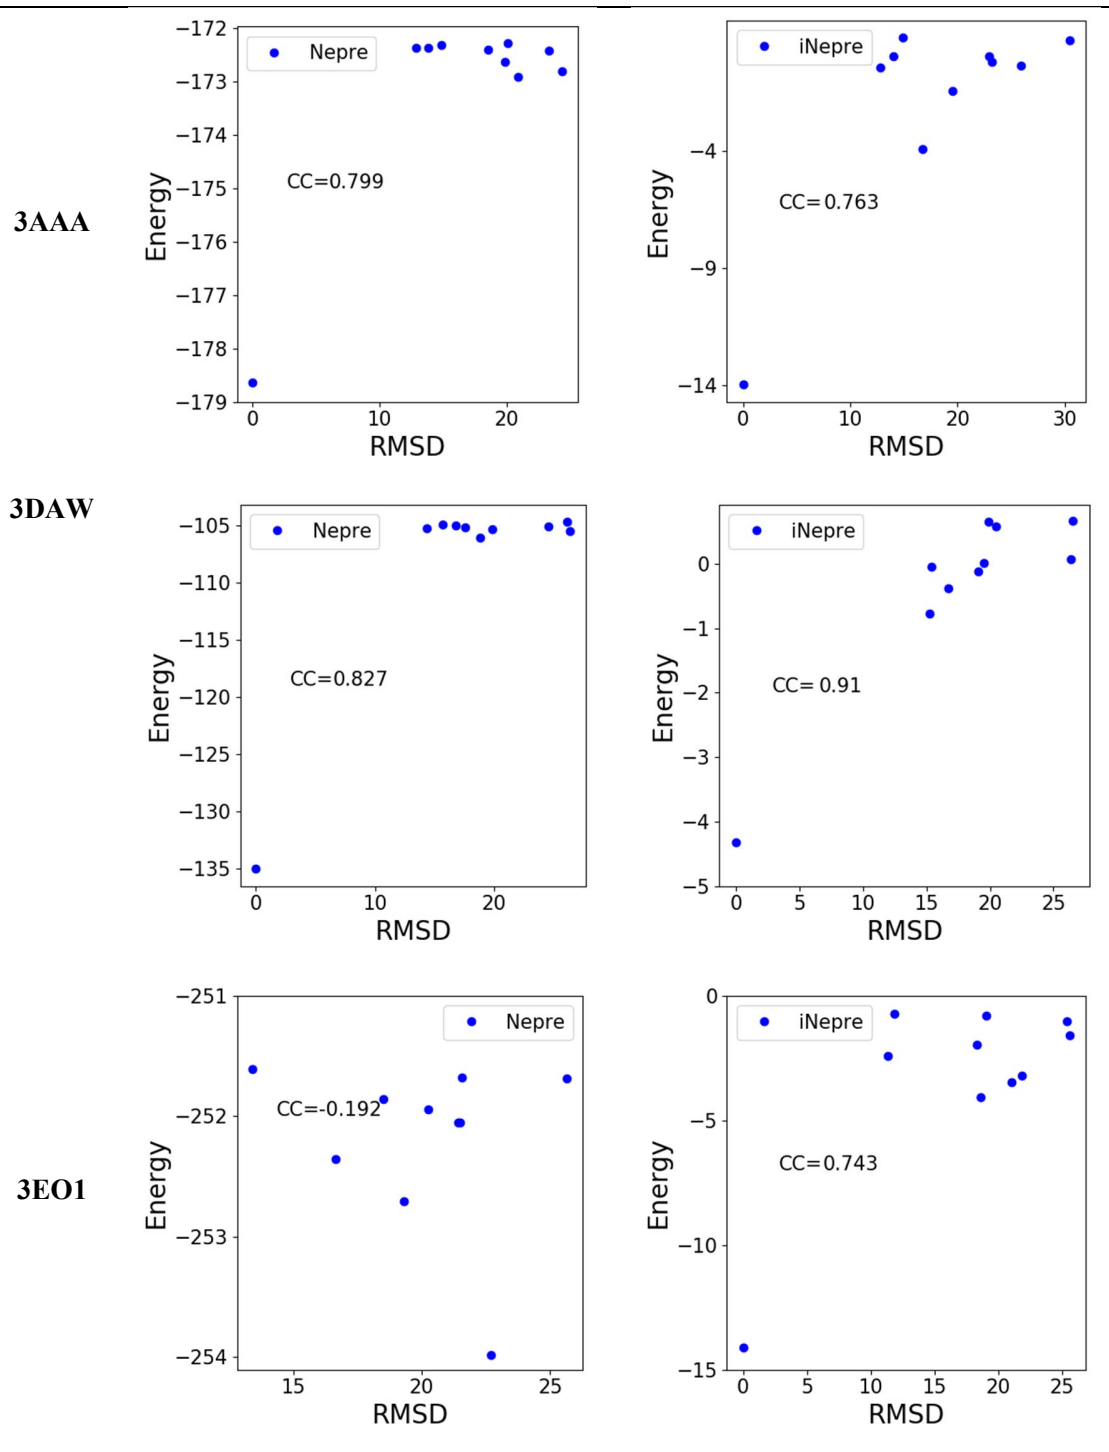 3AAA
Nepre
CC=0.799
Energy
−172
−173
−174
−175
−176
−177
−178
−179
0 10 20
RMSD
iNepre
CC=0.763
Energy
−4
−9
−14
0 10 20 30
RMSD
3DAW
Nepre
CC=0.827
Energy
−105
−110
−115
−120
−125
−130
−135
0 10 20
RMSD
iNepre
CC= 0.91
Energy
0
−1
−2
−3
−4
−5
0 5 10 15 20 25
RMSD
3EO1
Nepre
CC=-0.192
Energy
−251
−252
−253
−254
15 20 25
RMSD
iNepre
CC=0.743
Energy
0
−5
−10
−15
0 5 10 15 20 25
RMSD